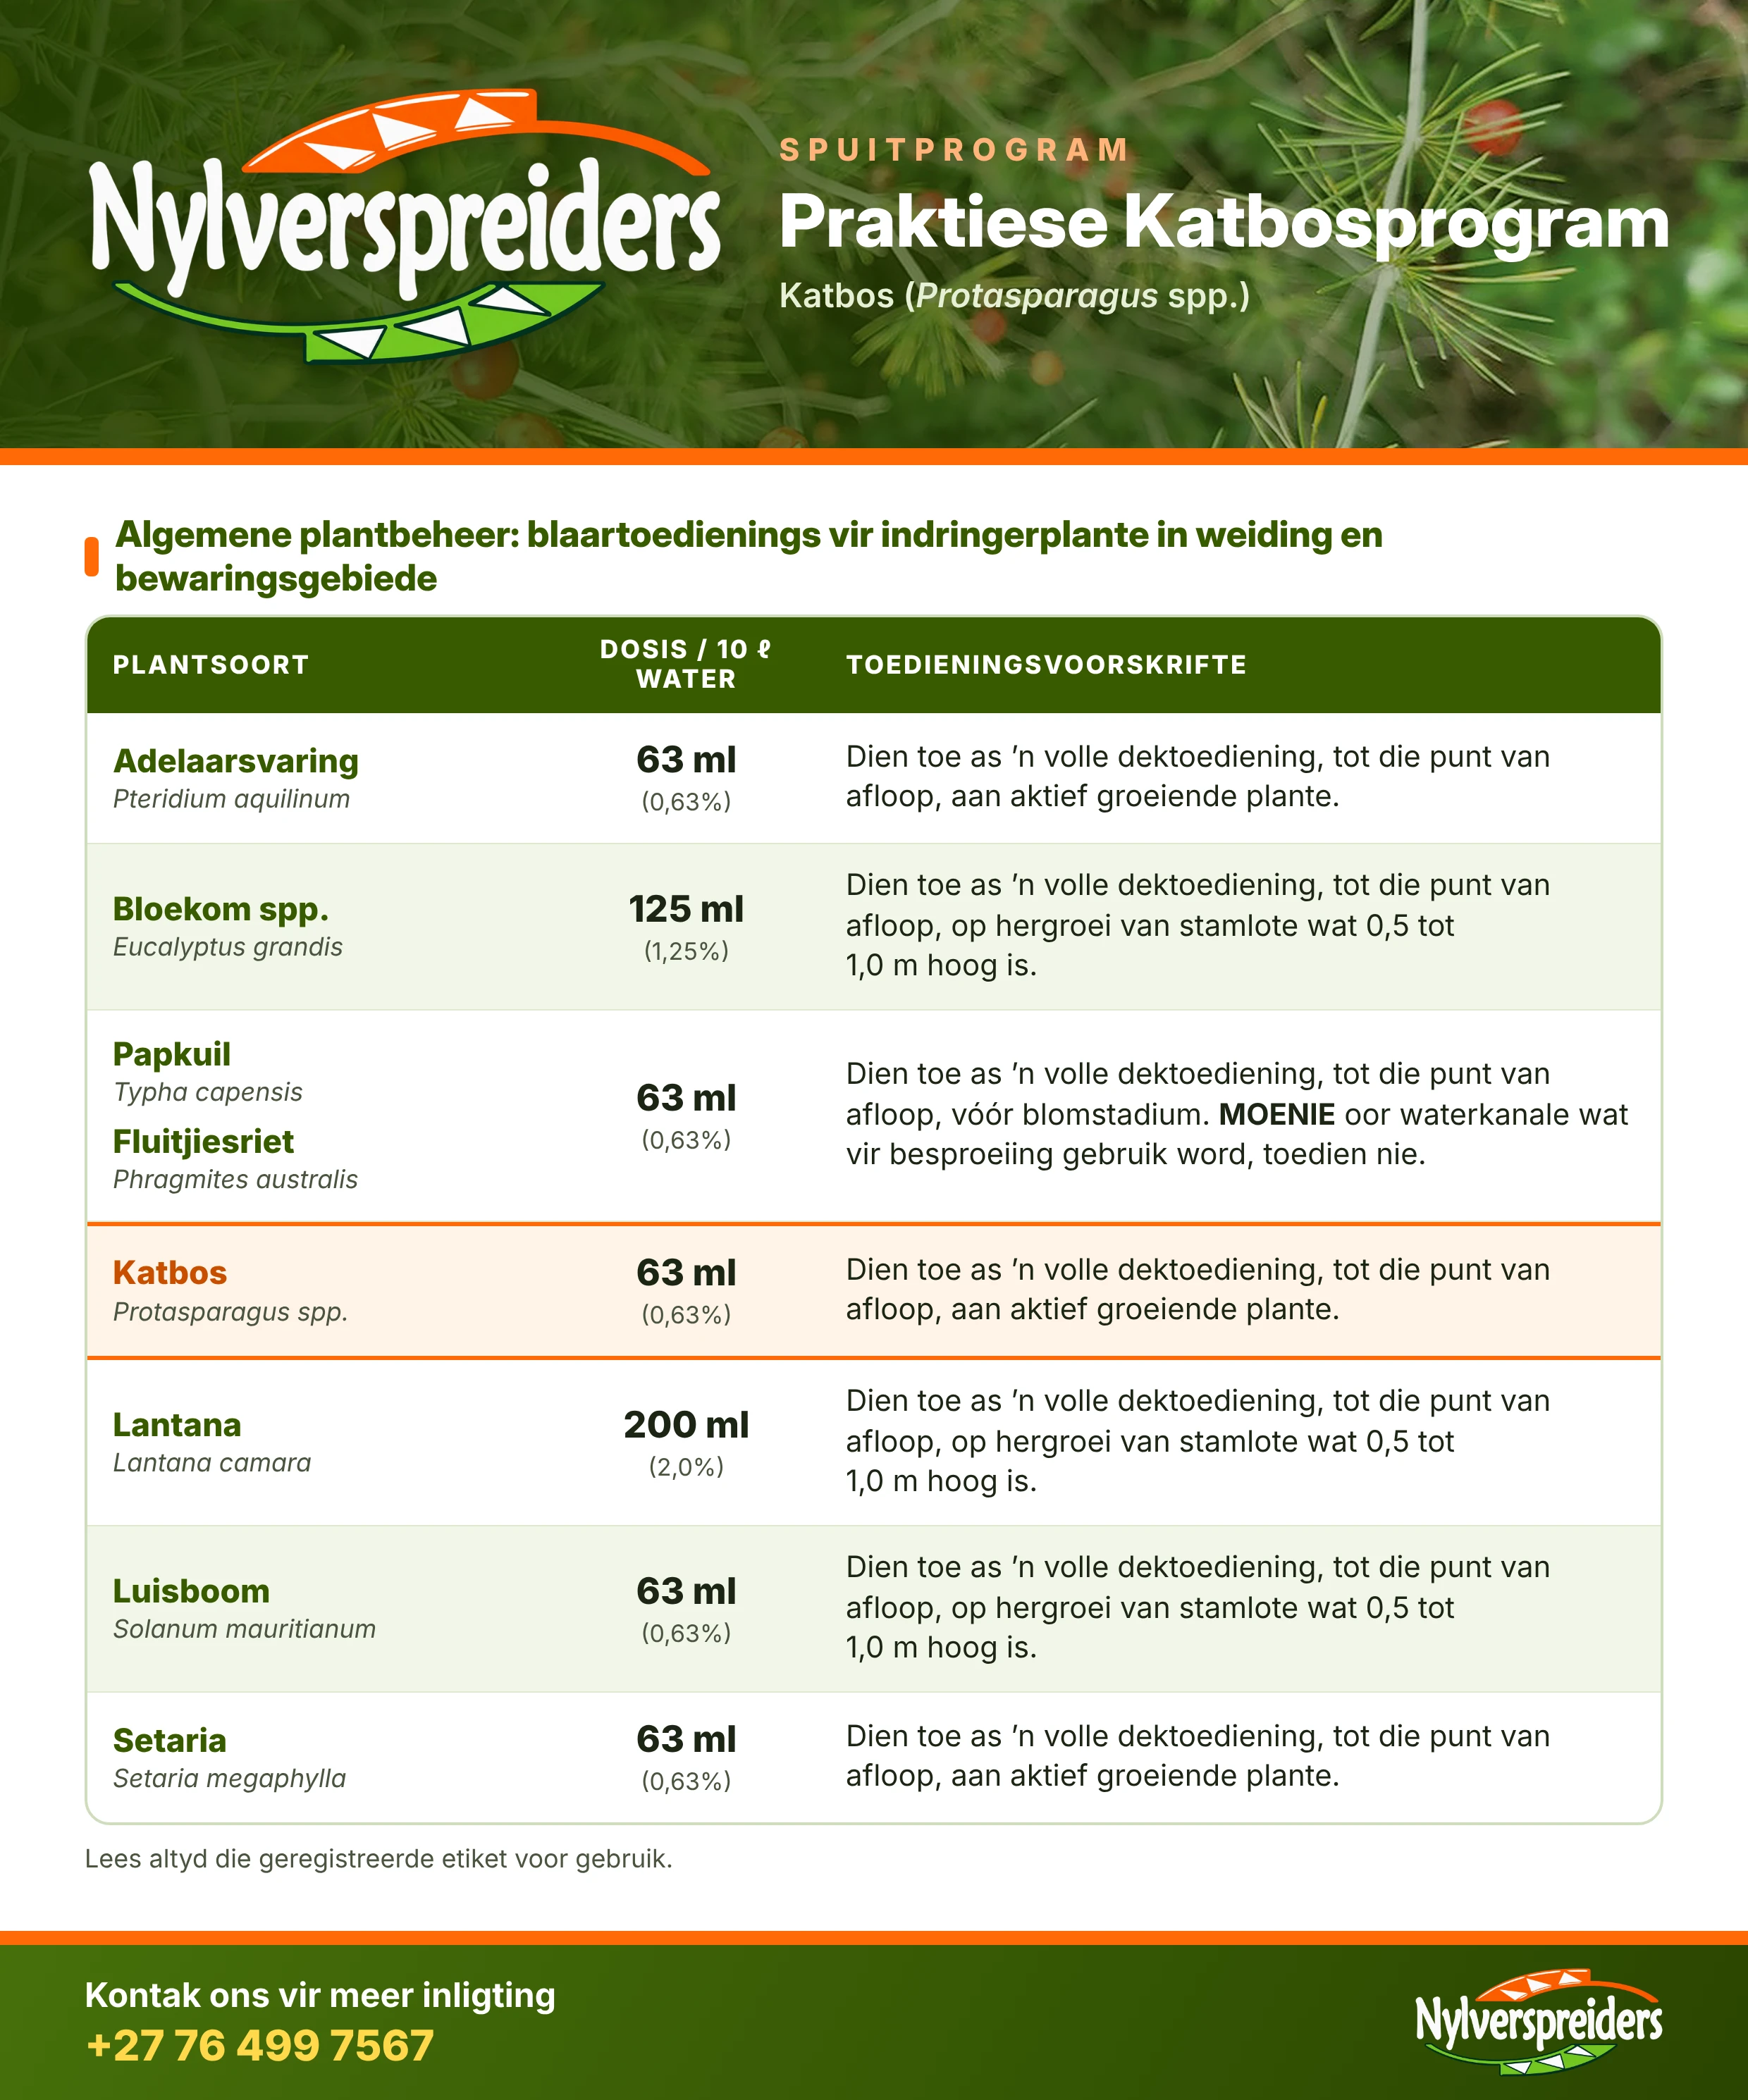 Nylverspreiders
SPUITPROGRAM
Praktiese Katbosprogram
Katbos (Protasparagus spp.)
Algemene plantbeheer: blaartoedienings vir indringerplante in weiding en
bewaringsgebiede
PLANTSOORT
DOSIS / 10 ℓ
WATER
TOEDIENINGSVOORSKRIFTE
Adelaarsvaring
Pteridium aquilinum
63 ml
(0,63%)
Dien toe as ’n volle dektoediening, tot die punt van
afloop, aan aktief groeiende plante.
Bloekom spp.
Eucalyptus grandis
125 ml
(1,25%)
Dien toe as ’n volle dektoediening, tot die punt van
afloop, op hergroei van stamlote wat 0,5 tot
1,0 m hoog is.
Papkuil
Typha capensis
Fluitjiesriet
Phragmites australis
63 ml
(0,63%)
Dien toe as ’n volle dektoediening, tot die punt van
afloop, vóór blomstadium. MOENIE oor waterkanale wat
vir besproeiing gebruik word, toedien nie.
Katbos
Protasparagus spp.
63 ml
(0,63%)
Dien toe as ’n volle dektoediening, tot die punt van
afloop, aan aktief groeiende plante.
Lantana
Lantana camara
200 ml
(2,0%)
Dien toe as ’n volle dektoediening, tot die punt van
afloop, op hergroei van stamlote wat 0,5 tot
1,0 m hoog is.
Luisboom
Solanum mauritianum
63 ml
(0,63%)
Dien toe as ’n volle dektoediening, tot die punt van
afloop, op hergroei van stamlote wat 0,5 tot
1,0 m hoog is.
Setaria
Setaria megaphylla
63 ml
(0,63%)
Dien toe as ’n volle dektoediening, tot die punt van
afloop, aan aktief groeiende plante.
Lees altyd die geregistreerde etiket voor gebruik.
Kontak ons vir meer inligting
+27 76 499 7567
Nylverspreiders